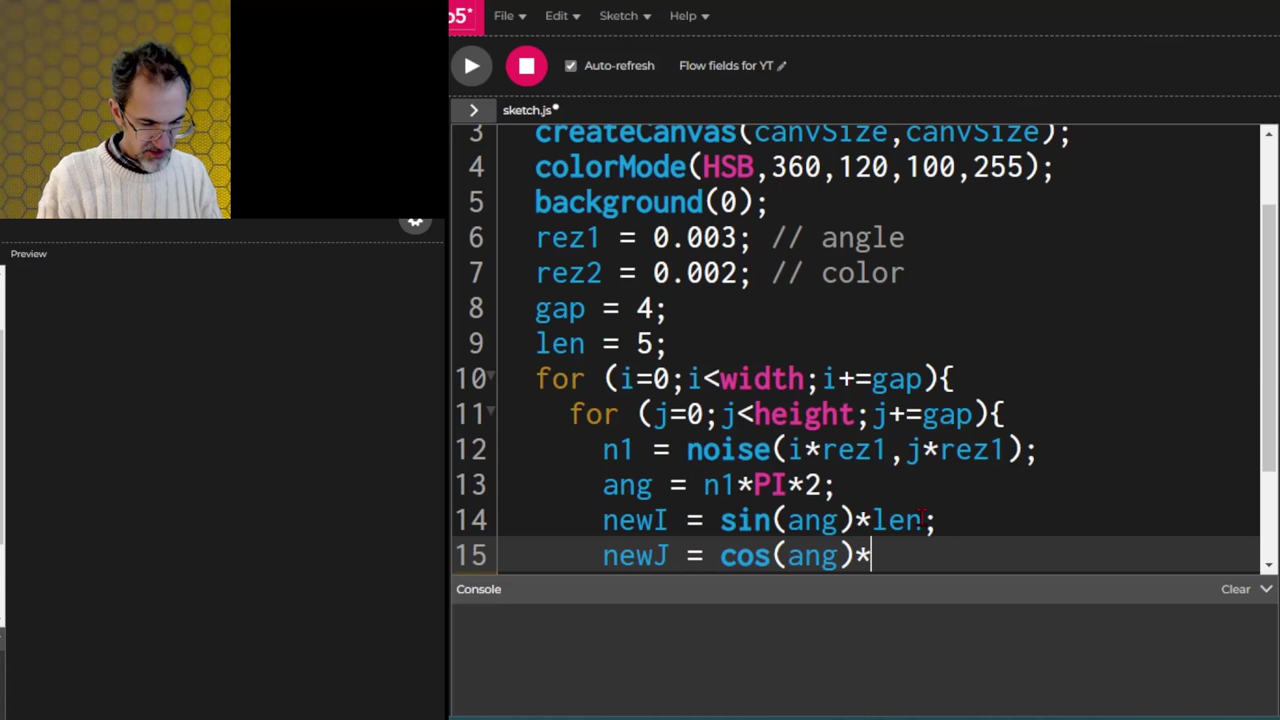 p5* File Edit Sketch Help
Auto-refresh Flow fields for YT
> sketch.js
Preview
3 createCanvas(canvSize,canvSize);
4 colorMode(HSB,360,120,100,255);
5 background(0);
6 rez1 = 0.003; // angle
7 rez2 = 0.002; // color
8 gap = 4;
9 len = 5;
10 for (i=0;i<width;i+=gap){
11 for (j=0;j<height;j+=gap){
12 n1 = noise(i*rez1,j*rez1);
13 ang = n1*PI*2;
14 newI = sin(ang)*len;
15 newJ = cos(ang)*
Console Clear